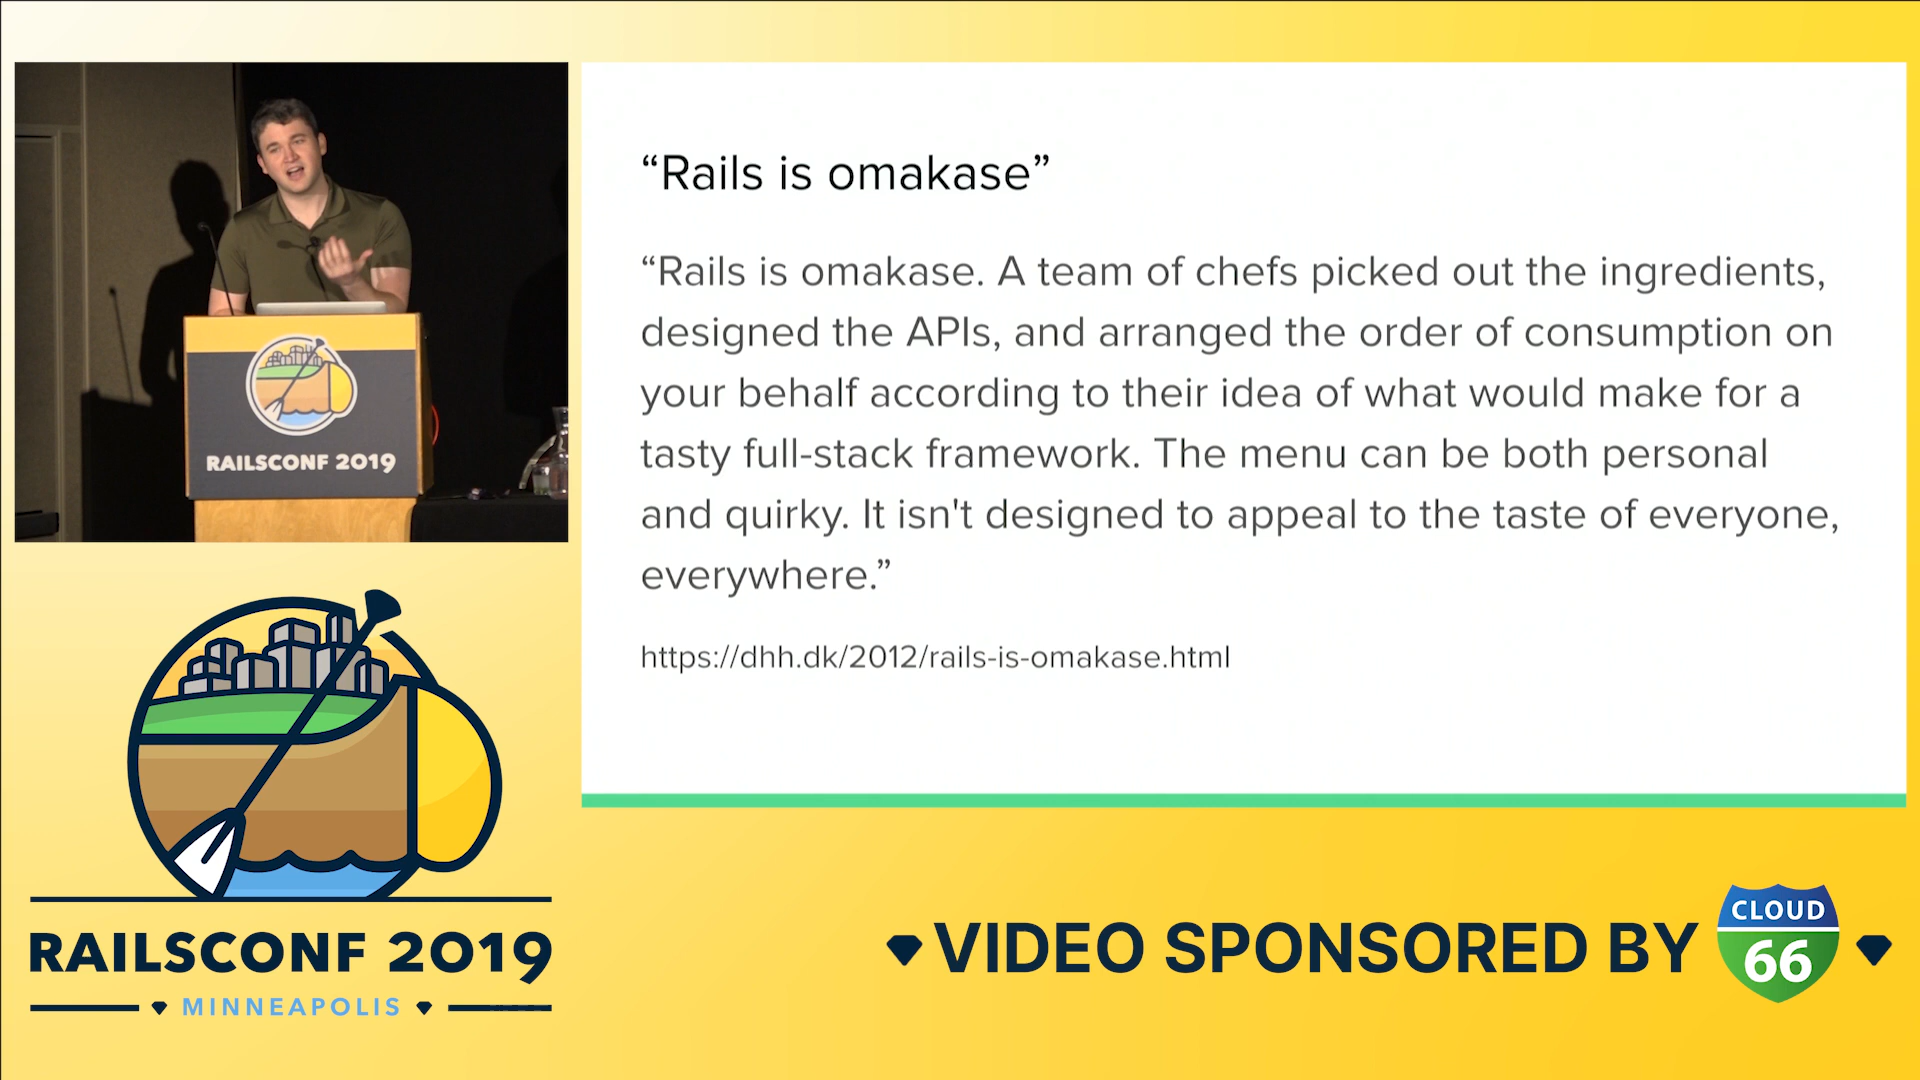 RAILSCONF 2019
“Rails is omakase”
“Rails is omakase. A team of chefs picked out the ingredients,
designed the APIs, and arranged the order of consumption on
your behalf according to their idea of what would make for a
tasty full-stack framework. The menu can be both personal
and quirky. It isn't designed to appeal to the taste of everyone,
everywhere.”
https://dhh.dk/2012/rails-is-omakase.html
RAILSCONF 2019
MINNEAPOLIS
VIDEO SPONSORED BY
CLOUD
66